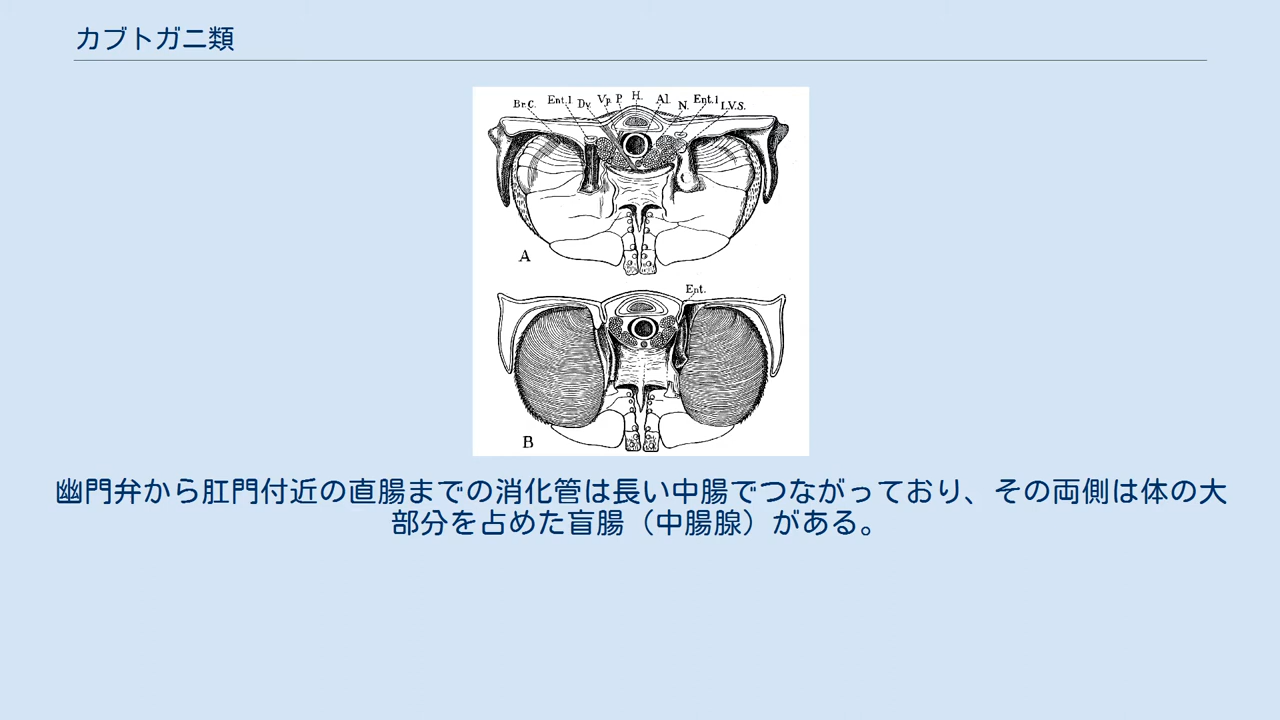 カブトガニ類
Br.C. Ent.1 Dv. Vp. P. H. Al. N. Ent.1 L.V.S.
A
Ent.
B
幽門弁から肛門付近の直腸までの消化管は長い中腸でつながっており、その両側は体の大
部分を占めた盲腸（中腸腺）がある。